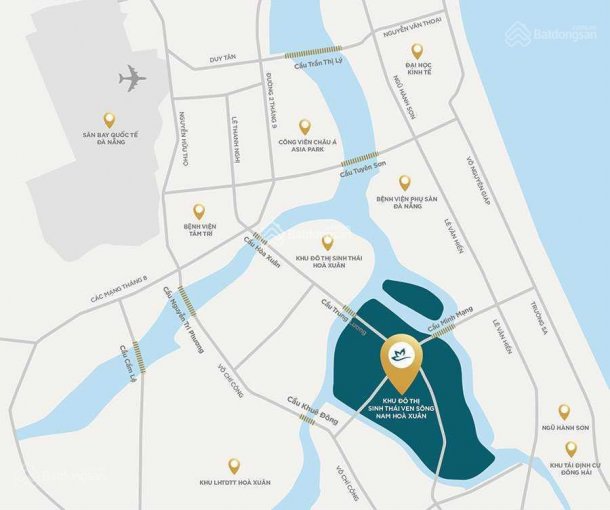 Batdongsan
.com.vn
NGUYỄN VĂN THOẠI
DUY TÂN
Cầu Trần Thị Lý
ĐẠI HỌC
KINH TẾ
ĐƯỜNG 2 THÁNG 9
NGŨ HÀNH SƠN
SÂN BAY QUỐC TẾ
ĐÀ NẴNG
NGUYỄN HỮU THỌ
LÊ THANH NGHỊ
CÔNG VIÊN CHÂU Á
ASIA PARK
Cầu Tuyên Sơn
VÕ NGUYÊN GIÁP
BỆNH VIỆN PHỤ SẢN
ĐÀ NẴNG
BỆNH VIỆN
TÂM TRÍ
Cầu Hòa Xuân
Batdongsan
KHU ĐÔ THỊ SINH THÁI
HOÀ XUÂN
LÊ VĂN HIẾN
CÁC MẠNG THÁNG 8
Cầu Nguyễn Tri Phương
Cầu Trung Lương
Cầu Minh Mạng
TRƯỜNG SA
LÊ VĂN HIẾN
Cầu Cẩm Lệ
VÕ CHÍ CÔNG
KHU ĐÔ THỊ
SINH THÁI VEN SÔNG
NAM HOÀ XUÂN
Cầu Khuê Đông
NGŨ HÀNH SƠN
KHU TÁI ĐỊNH CƯ
ĐÔNG HẢI
VÕ CHÍ CÔNG
KHU LHTDTT HOÀ XUÂN
Batdongsan